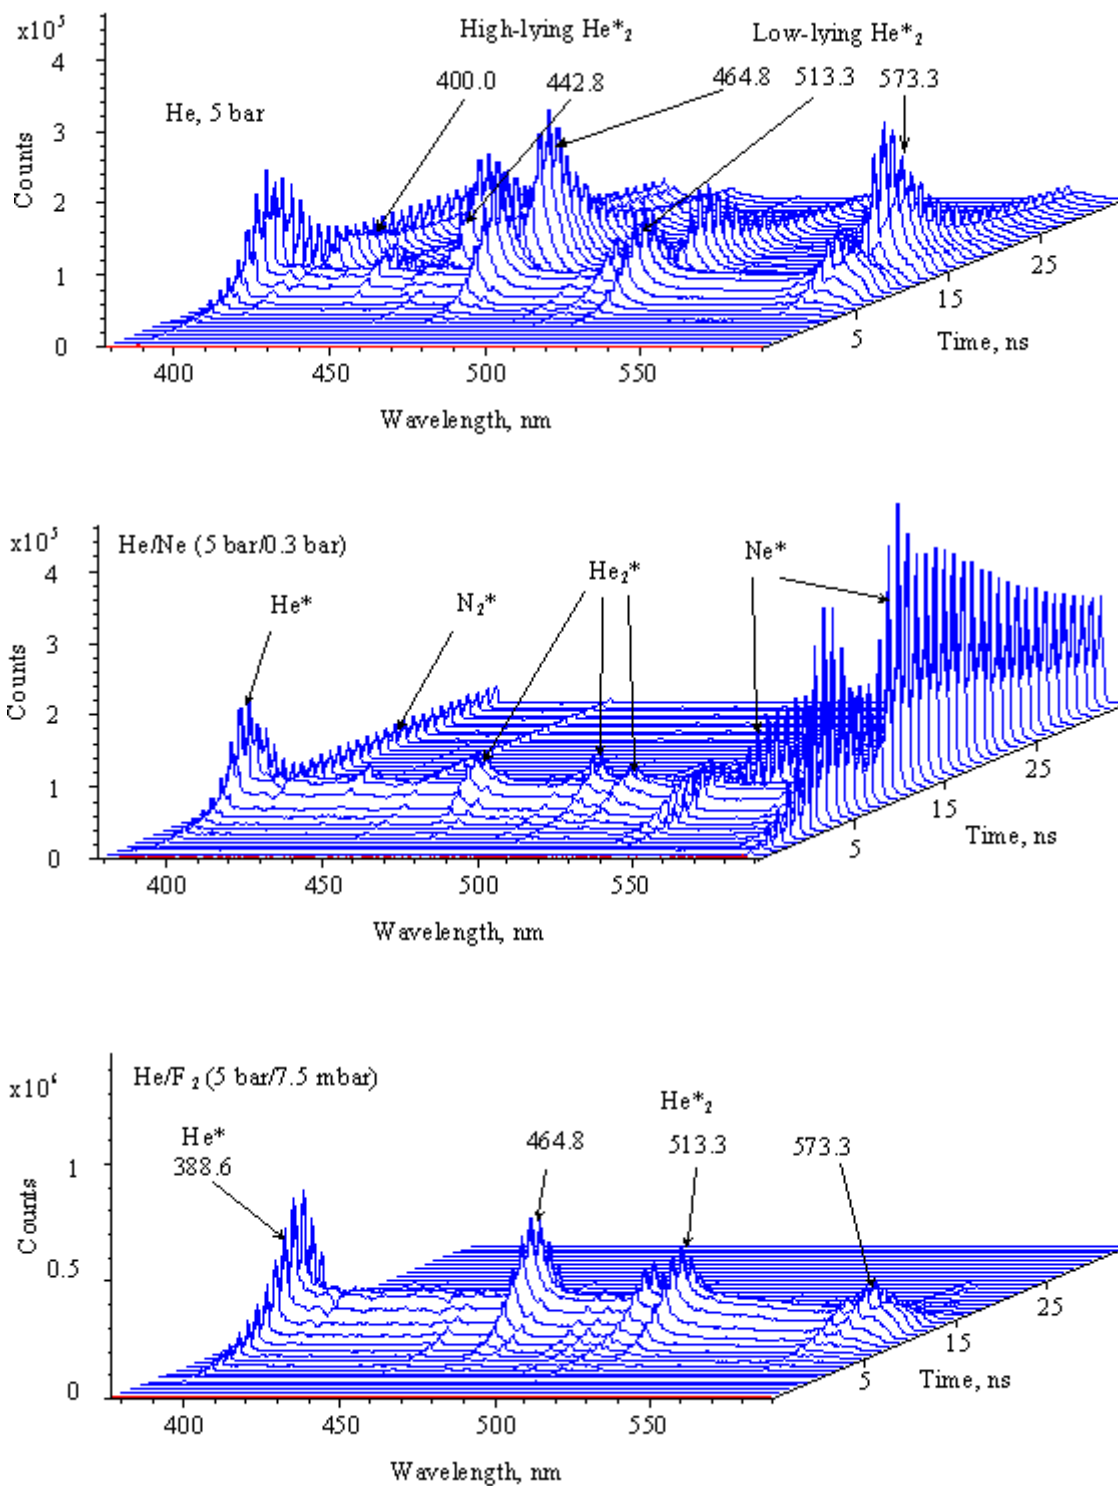 x10⁵
High-lying He*₂
Low-lying He*₂
4
400.0
442.8
464.8
513.3
573.3
He, 5 bar
3
Counts
2
1
0
25
15
5
Time, ns
400
450
500
550
Wavelength, nm
x10⁵
He/Ne (5 bar/0.3 bar)
Ne*
He₂*
4
He*
N₂*
3
Counts
2
1
0
25
15
5
Time, ns
400
450
500
550
Wavelength, nm
x10⁶
He/F₂ (5 bar/7.5 mbar)
He*₂
He*
388.6
464.8
513.3
573.3
1
Counts
0.5
0
25
15
5
Time, ns
400
450
500
550
Wavelength, nm